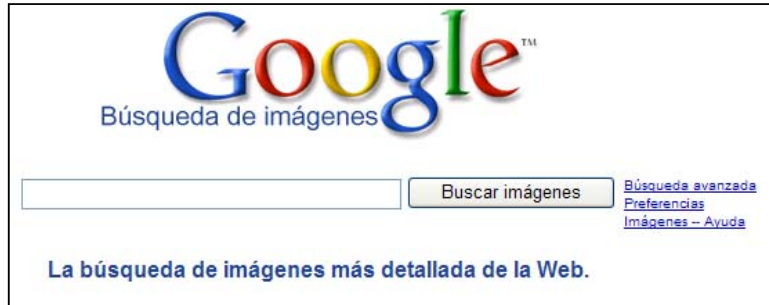 Google™
Búsqueda de imágenes
Buscar imágenes
Búsqueda avanzada
Preferencias
Imágenes -- Ayuda
La búsqueda de imágenes más detallada de la Web.